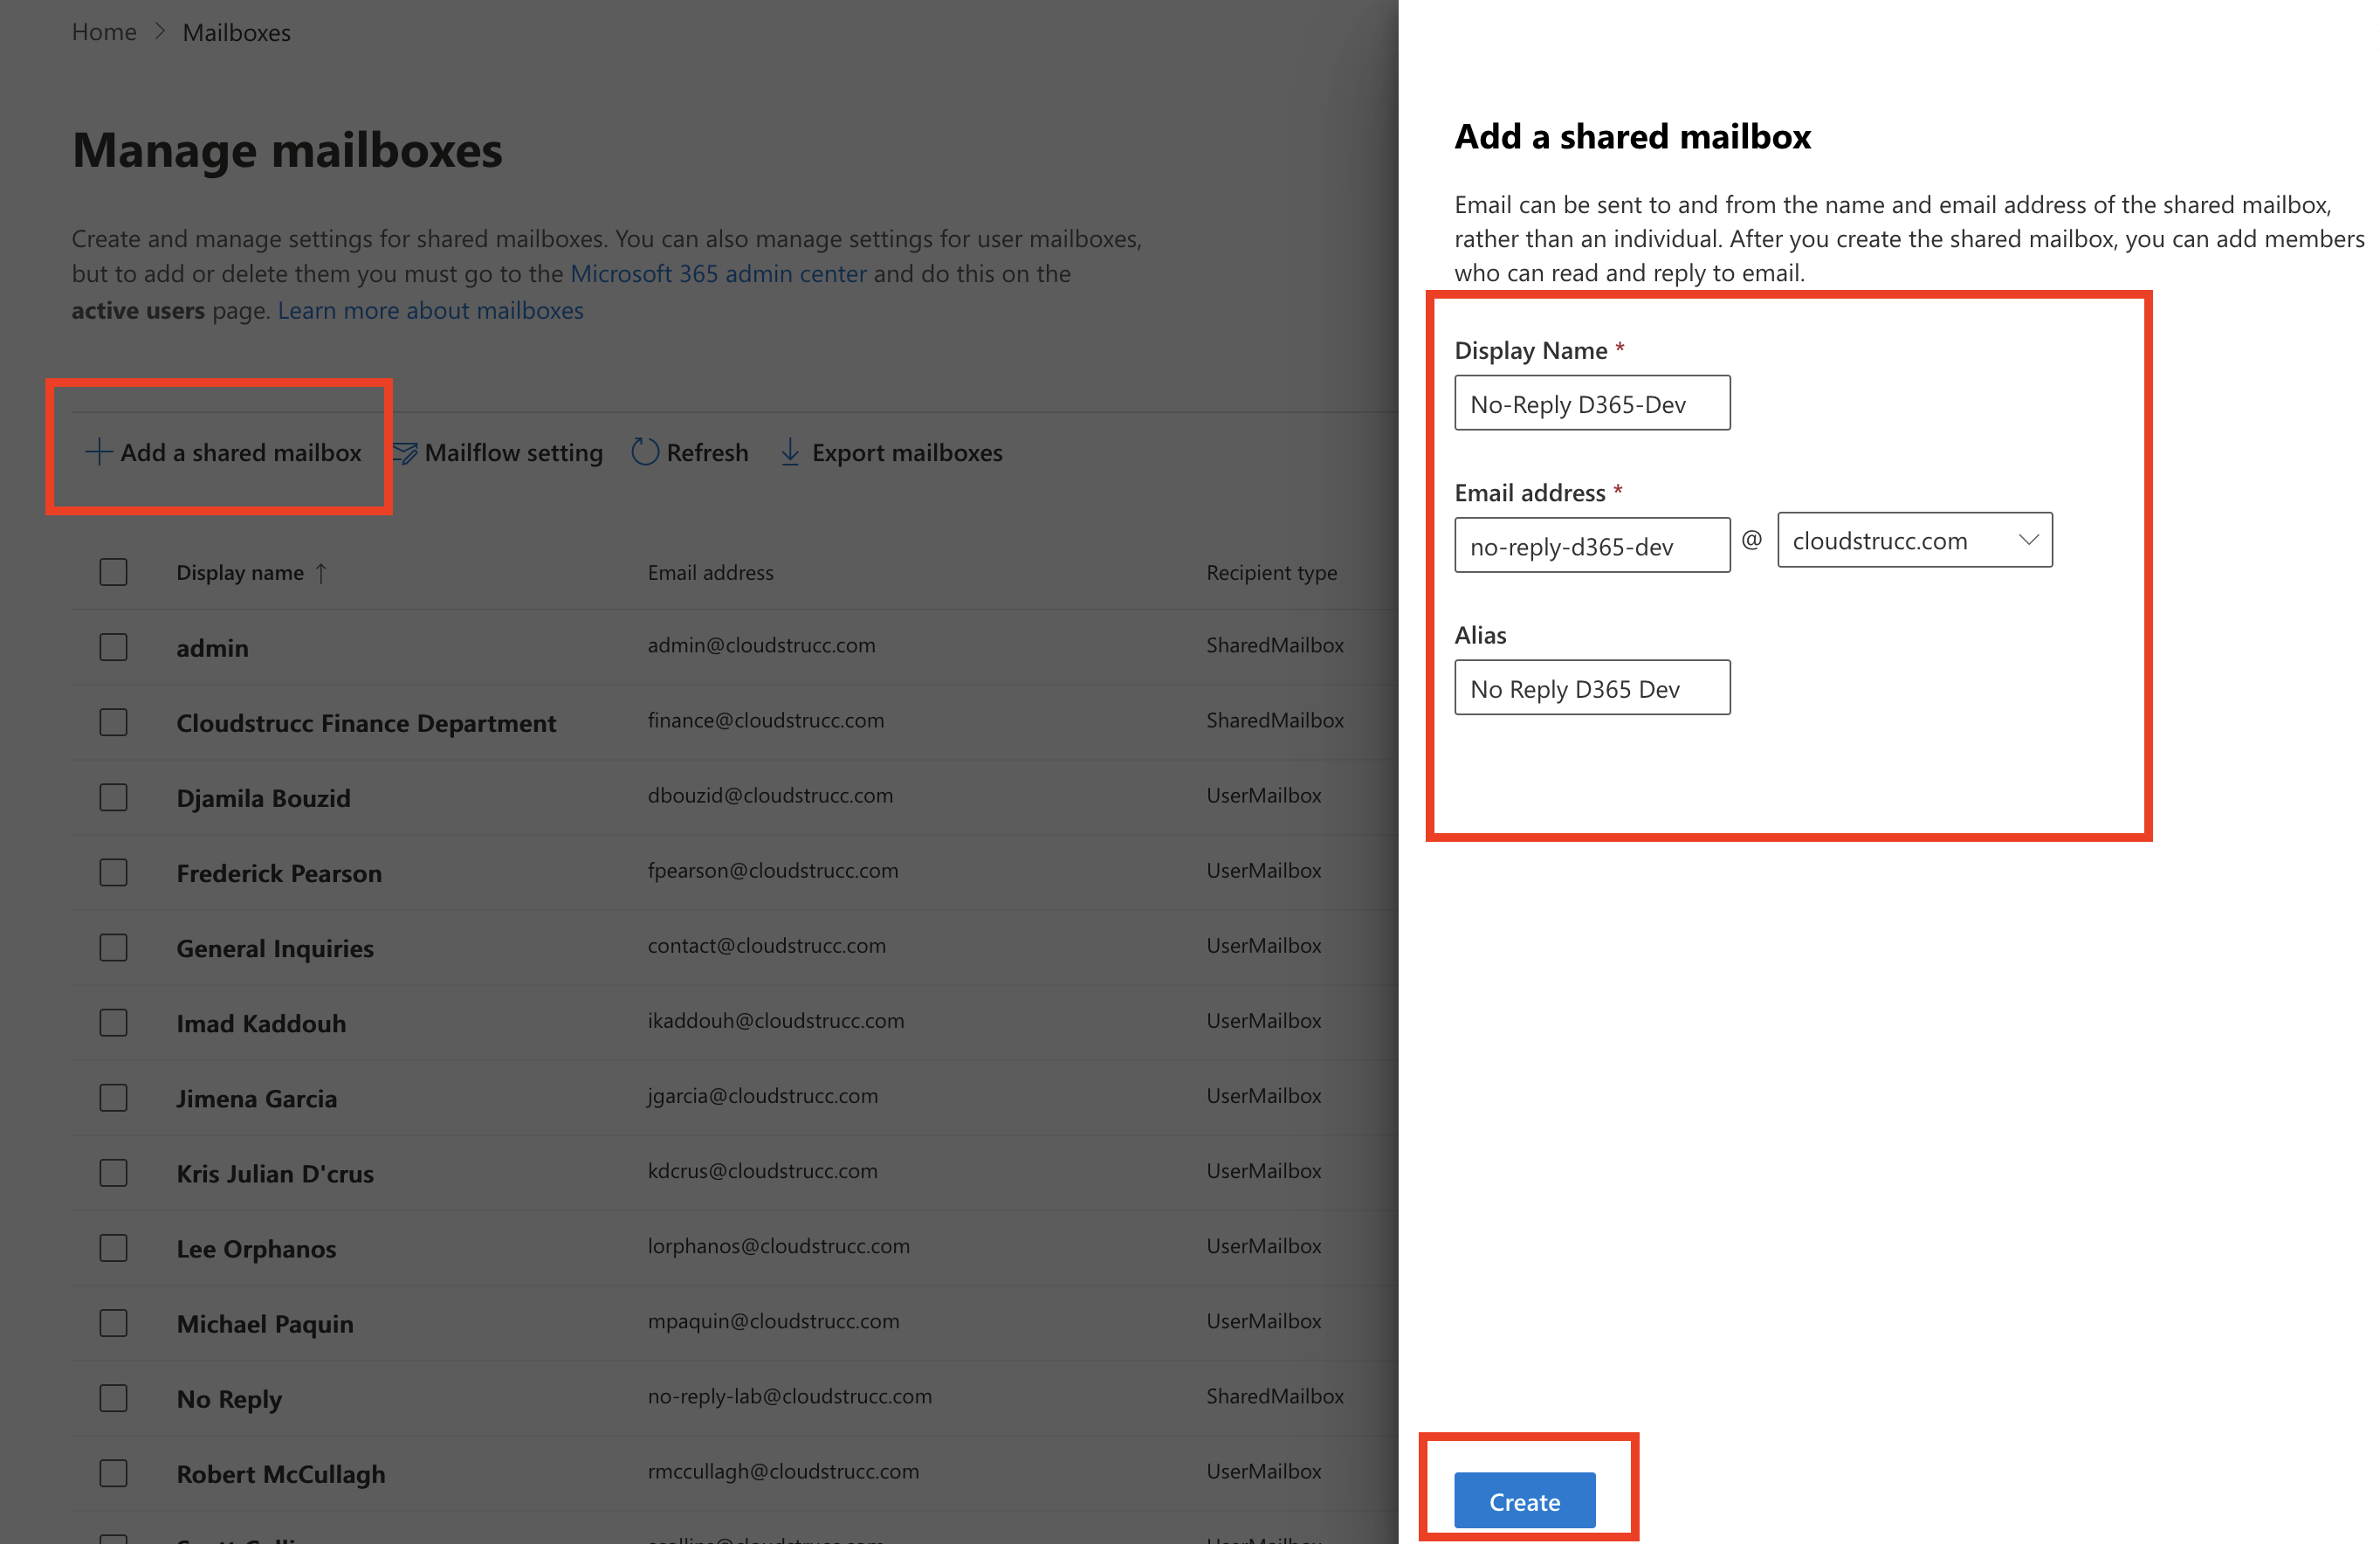 Home > Mailboxes
Manage mailboxes
Create and manage settings for shared mailboxes. You can also manage settings for user mailboxes,
but to add or delete them you must go to the Microsoft 365 admin center and do this on the
active users page. Learn more about mailboxes
Add a shared mailbox Mailflow setting Refresh Export mailboxes
Display name ↑ Email address Recipient type
admin admin@cloudstrucc.com SharedMailbox
Cloudstrucc Finance Department finance@cloudstrucc.com SharedMailbox
Djamila Bouzid dbouzid@cloudstrucc.com UserMailbox
Frederick Pearson fpearson@cloudstrucc.com UserMailbox
General Inquiries contact@cloudstrucc.com UserMailbox
Imad Kaddouh ikaddouh@cloudstrucc.com UserMailbox
Jimena Garcia jgarcia@cloudstrucc.com UserMailbox
Kris Julian D'crus kdcrus@cloudstrucc.com UserMailbox
Lee Orphanos lorphanos@cloudstrucc.com UserMailbox
Michael Paquin mpaquin@cloudstrucc.com UserMailbox
No Reply no-reply-lab@cloudstrucc.com SharedMailbox
Robert McCullagh rmccullagh@cloudstrucc.com UserMailbox
Add a shared mailbox
Email can be sent to and from the name and email address of the shared mailbox,
rather than an individual. After you create the shared mailbox, you can add members
who can read and reply to email.
Display Name *
No-Reply D365-Dev
Email address *
no-reply-d365-dev @ cloudstrucc.com
Alias
No Reply D365 Dev
Create